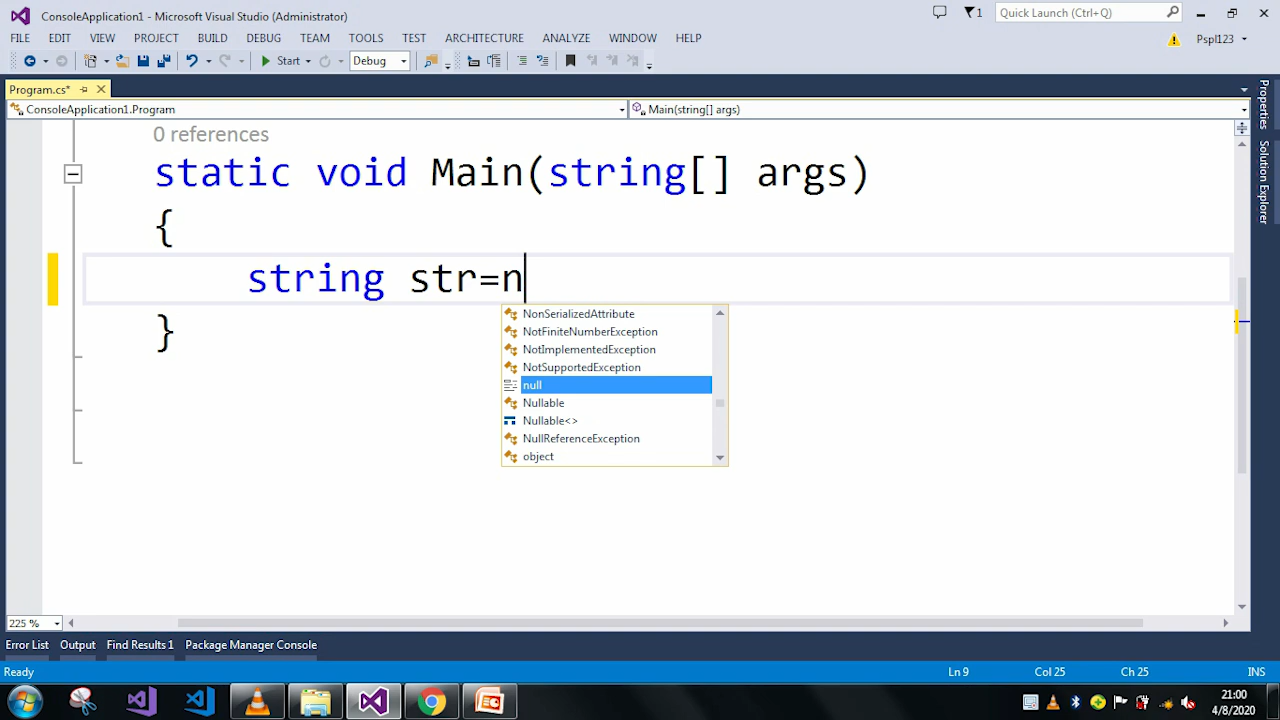 ConsoleApplication1 - Microsoft Visual Studio (Administrator)
1
Quick Launch (Ctrl+Q)
FILE EDIT VIEW PROJECT BUILD DEBUG TEAM TOOLS TEST ARCHITECTURE ANALYZE WINDOW HELP
Pspl123
Start
Debug
Program.cs*
ConsoleApplication1.Program
Main(string[] args)
Properties
Solution Explorer
0 references
static void Main(string[] args)
{
string str=n
}
NonSerializedAttribute
NotFiniteNumberException
NotImplementedException
NotSupportedException
null
Nullable
Nullable<>
NullReferenceException
object
225 %
Error List Output Find Results 1 Package Manager Console
Ready
Ln 9 Col 25 Ch 25 INS
21:00
4/8/2020